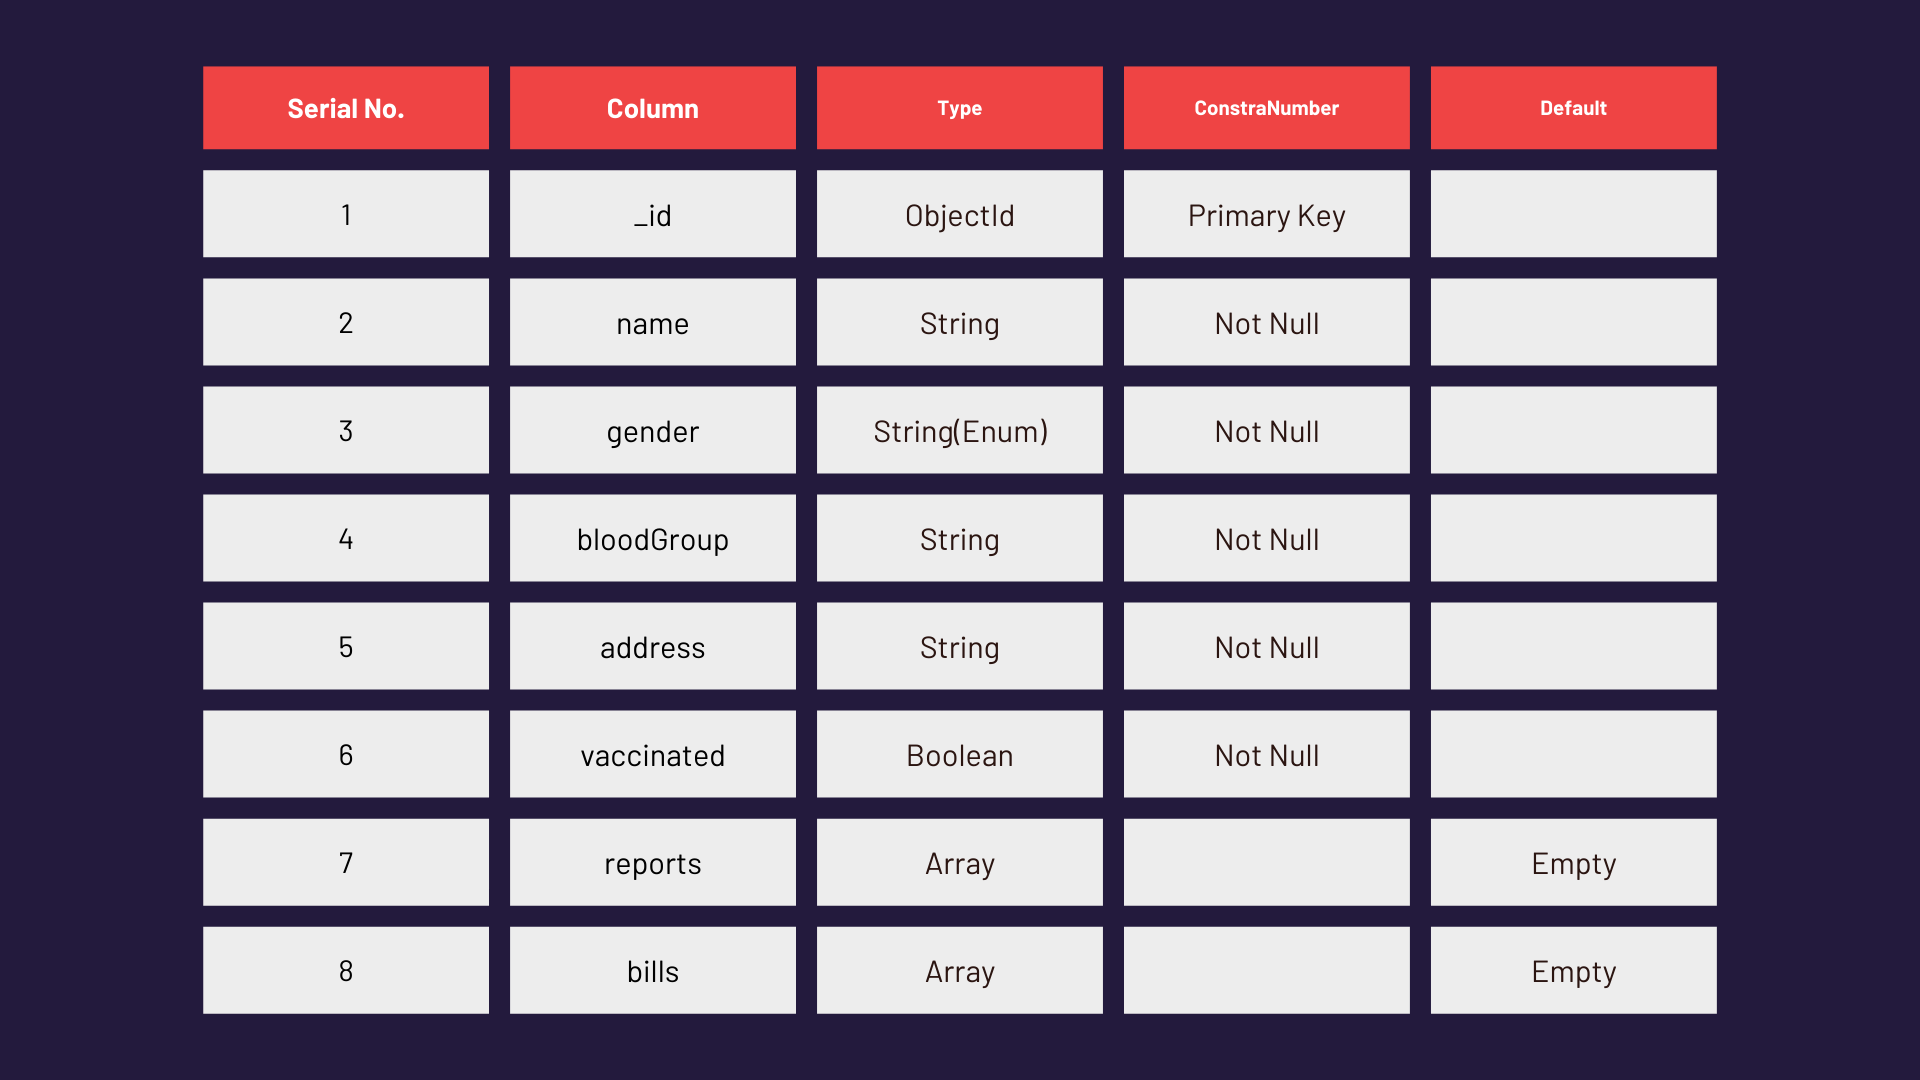 Serial No. Column Type ConstraNumber Default
1 _id ObjectId Primary Key
2 name String Not Null
3 gender String(Enum) Not Null
4 bloodGroup String Not Null
5 address String Not Null
6 vaccinated Boolean Not Null
7 reports Array Empty
8 bills Array Empty